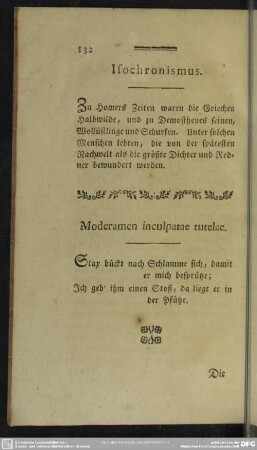 132
Isochronismus.
Zu Homers Zeiten waren die Griechen
Halbwilde, und zu Demosthenes seinen,
Wollüstlinge und Schurken. Unter solchen
Menschen lebten, die von der spätesten
Nachwelt als die größte Dichter und Red-
ner bewundert werden.
Moderamen inculpatae tutelae.
Stax bückt nach Schlamme sich, damit
er mich besprütze;
Ich geb' ihm einen Stoß, da liegt er in
der Pfütze.
Die